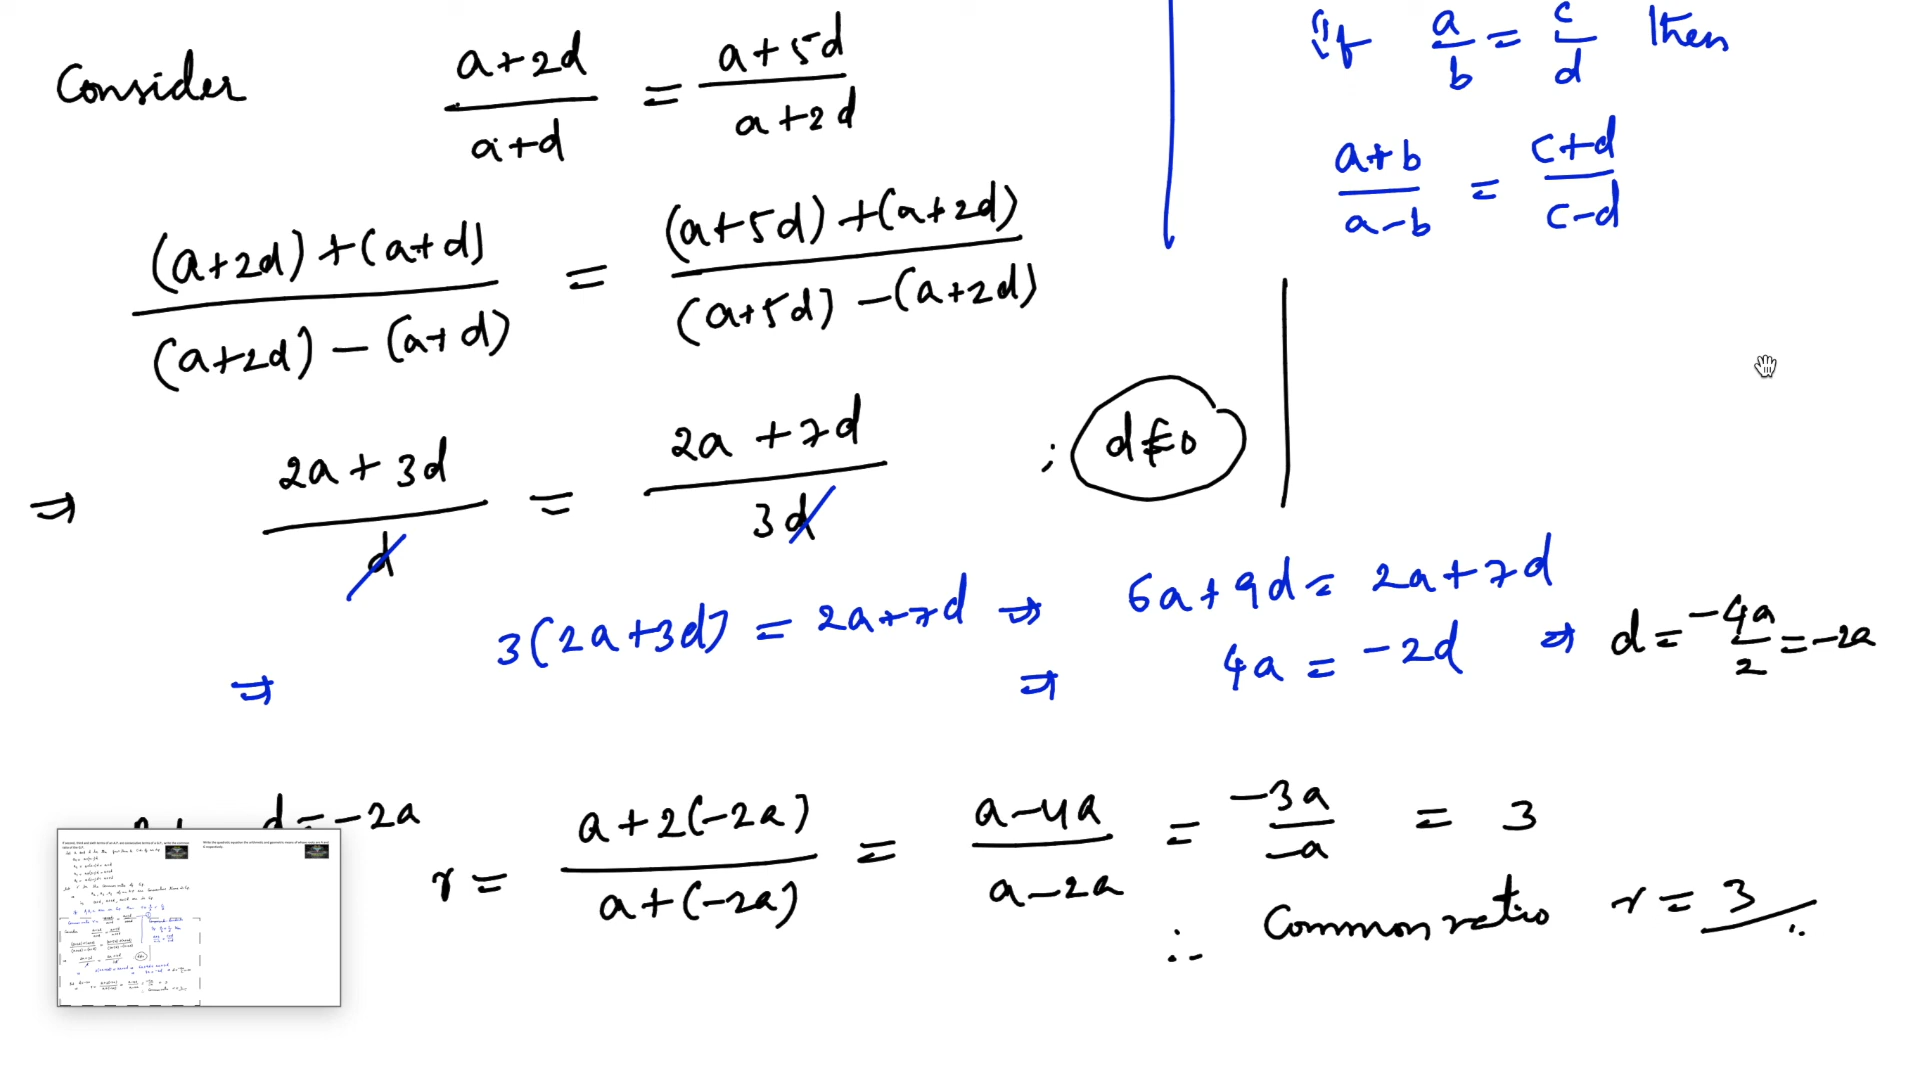 Consider (a+2d)/(a+d) = (a+5d)/(a+2d)
if a/b = c/d then
(a+b)/(a-b) = (c+d)/(c-d)
((a+2d)+(a+d))/((a+2d)-(a+d)) = ((a+5d)+(a+2d))/((a+5d)-(a+2d))
⇒ (2a+3d)/d = (2a+7d)/3d ; d≠0
⇒ 3(2a+3d) = 2a+7d ⇒ 6a+9d = 2a+7d
⇒ 4a = -2d ⇒ d = -4a/2 = -2a
d = -2a
r = (a+2(-2a))/(a+(-2a)) = (a-4a)/(a-2a) = -3a/-a = 3
∴ Common ratio r = 3